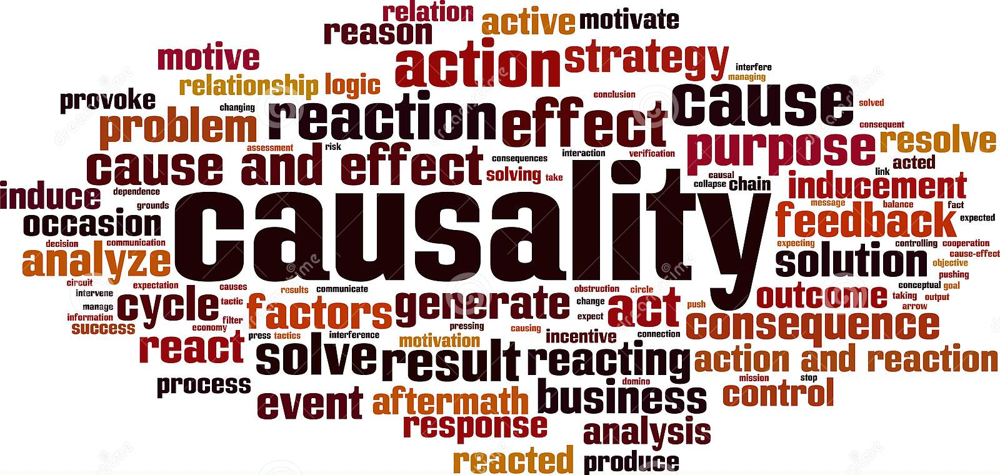 relation
reason
active
motivate
motive
action
strategy
interfere
managing
relationship
logic
provoke
changing
problem
reaction
effect
conclusion
cause
solved
consequent
assessment
risk
cause and effect
consequences
interaction
verification
purpose
resolve
acted
link
solving
take
causal
collapse
chain
inducement
induce
dependence
grounds
occasion
causality
message
balance
fact
feedback
expected
decision
communication
analyze
expecting
controlling
cooperation
solution
cause-effect
objective
pushing
circuit
expectation
causes
results
communicate
obstruction
circle
conceptual
goal
intervene
manage
cycle
tactic
factors
generate
change
act
push
outcome
taking
output
arrow
information
success
filter
economy
pressing
causing
expect
consequence
react
press
tactics
interference
motivation
incentive
connection
solve
result
reacting
action and reaction
process
domino
mission
stop
event
aftermath
business
control
response
analysis
reacted
produce
dreamstime